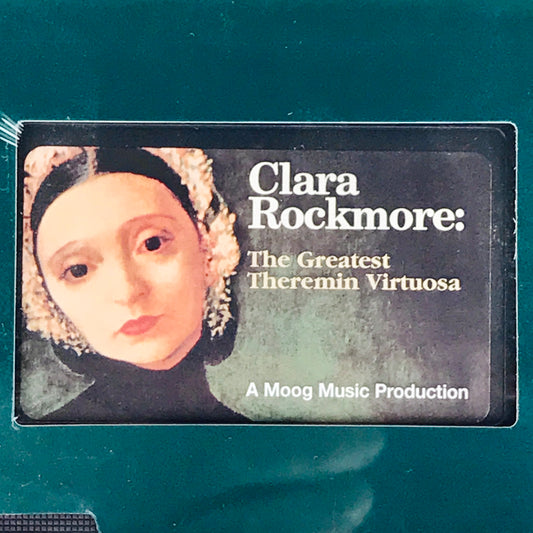 Clara
Rockmore:
The Greatest
Theremin Virtuosa
A Moog Music Production